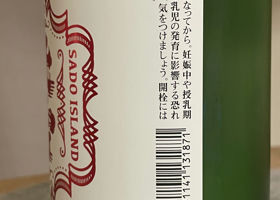 なってから。妊娠中や授乳期
乳児の発育に影響する恐れ
気をつけましょう。開栓には
SADO ISLAND
1141 131871